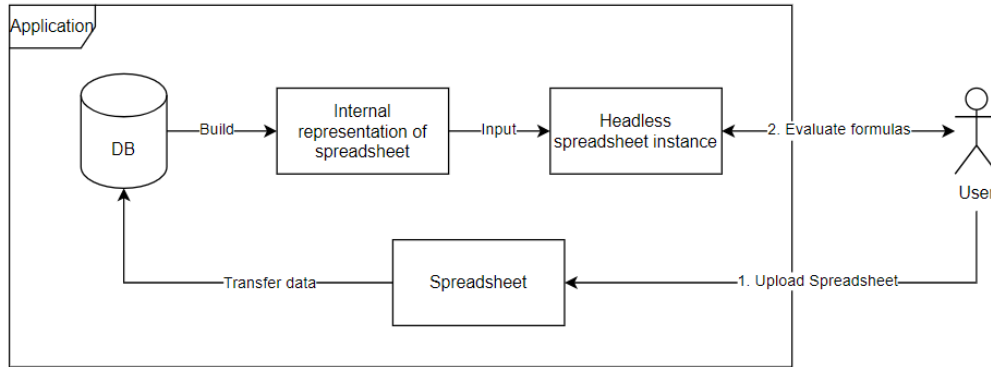 Application
DB
Build
Internal
representation of
spreadsheet
Input
Headless
spreadsheet instance
2. Evaluate formulas
User
Transfer data
Spreadsheet
1. Upload Spreadsheet